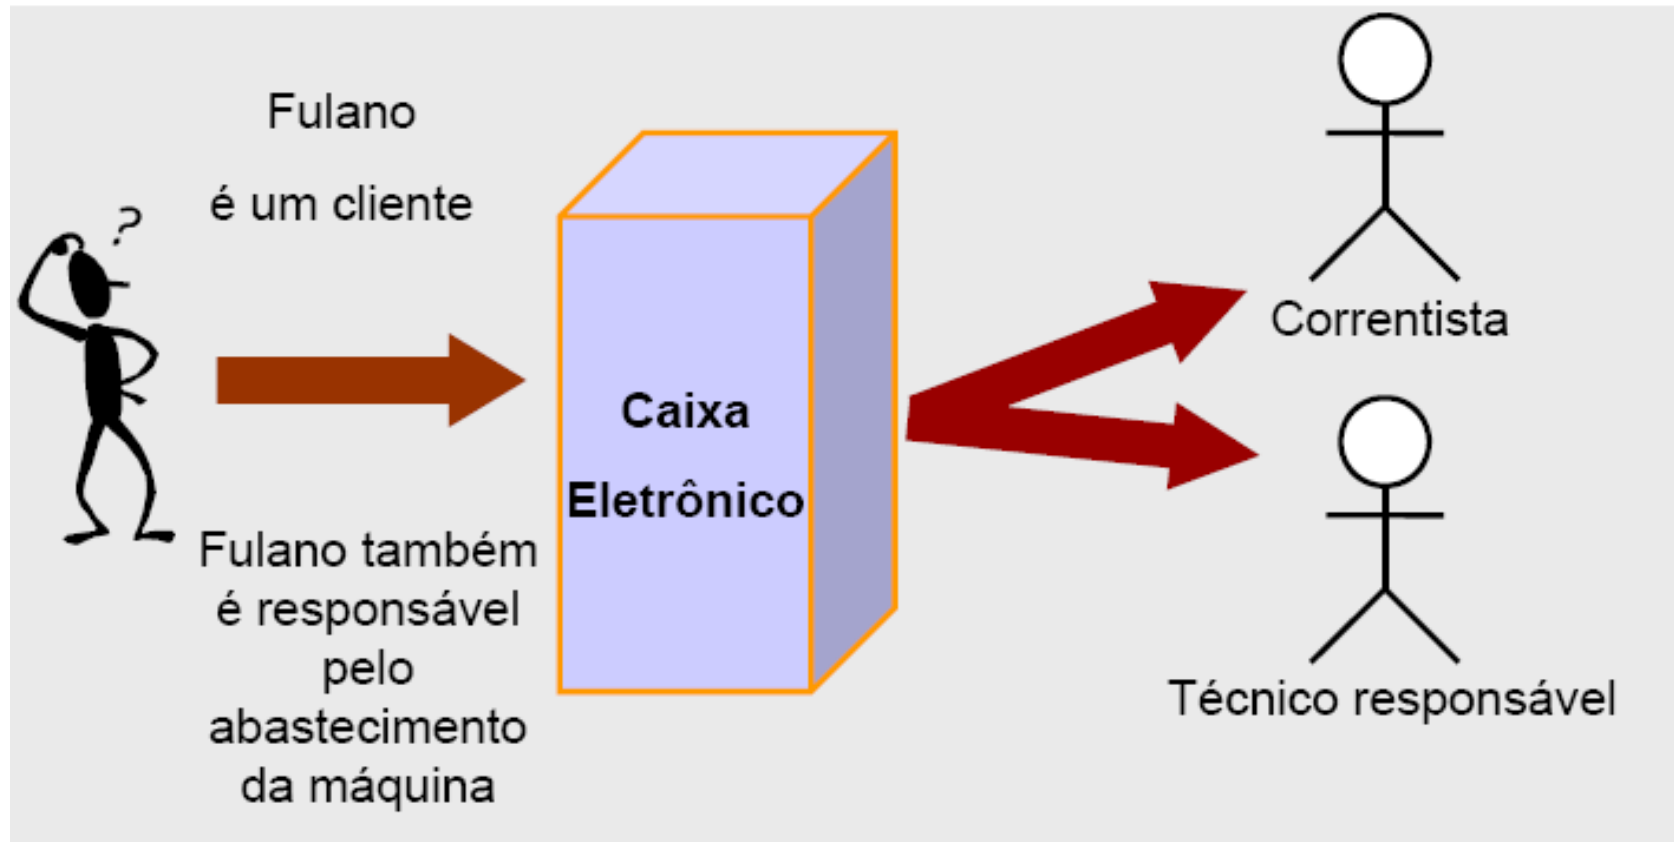 Fulano
é um cliente
?
Fulano também
é responsável
pelo
abastecimento
da máquina
Caixa
Eletrônico
Correntista
Técnico responsável